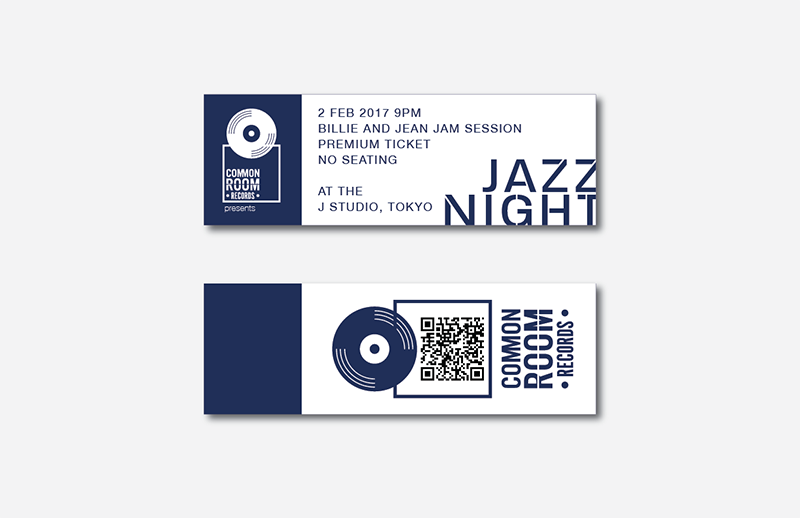 COMMON
ROOM
• RECORDS •
presents
2 FEB 2017 9PM
BILLIE AND JEAN JAM SESSION
PREMIUM TICKET
NO SEATING
AT THE
J STUDIO, TOKYO
JAZZ
NIGHT
COMMON
ROOM
• RECORDS •